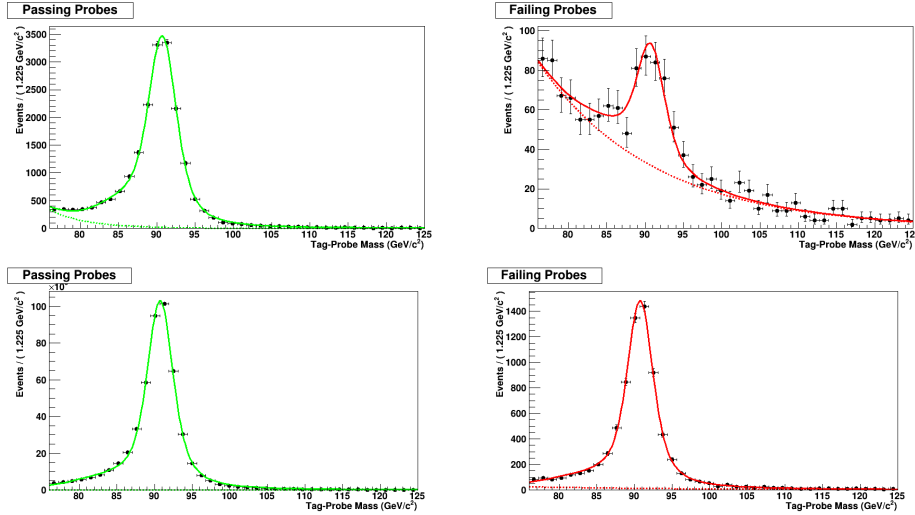 Passing Probes
Events / ( 1.225 GeV/c² )
3500
3000
2500
2000
1500
1000
500
0
80 85 90 95 100 105 110 115 120 125
Tag-Probe Mass (GeV/c²)
Failing Probes
Events / ( 1.225 GeV/c² )
100
80
60
40
20
0
80 85 90 95 100 105 110 115 120 125
Tag-Probe Mass (GeV/c²)
Passing Probes
Events / ( 1.225 GeV/c² )
100
80
60
40
20
0
80 85 90 95 100 105 110 115 120 125
Tag-Probe Mass (GeV/c²)
Failing Probes
Events / ( 1.225 GeV/c² )
1400
1200
1000
800
600
400
200
0
80 85 90 95 100 105 110 115 120 125
Tag-Probe Mass (GeV/c²)